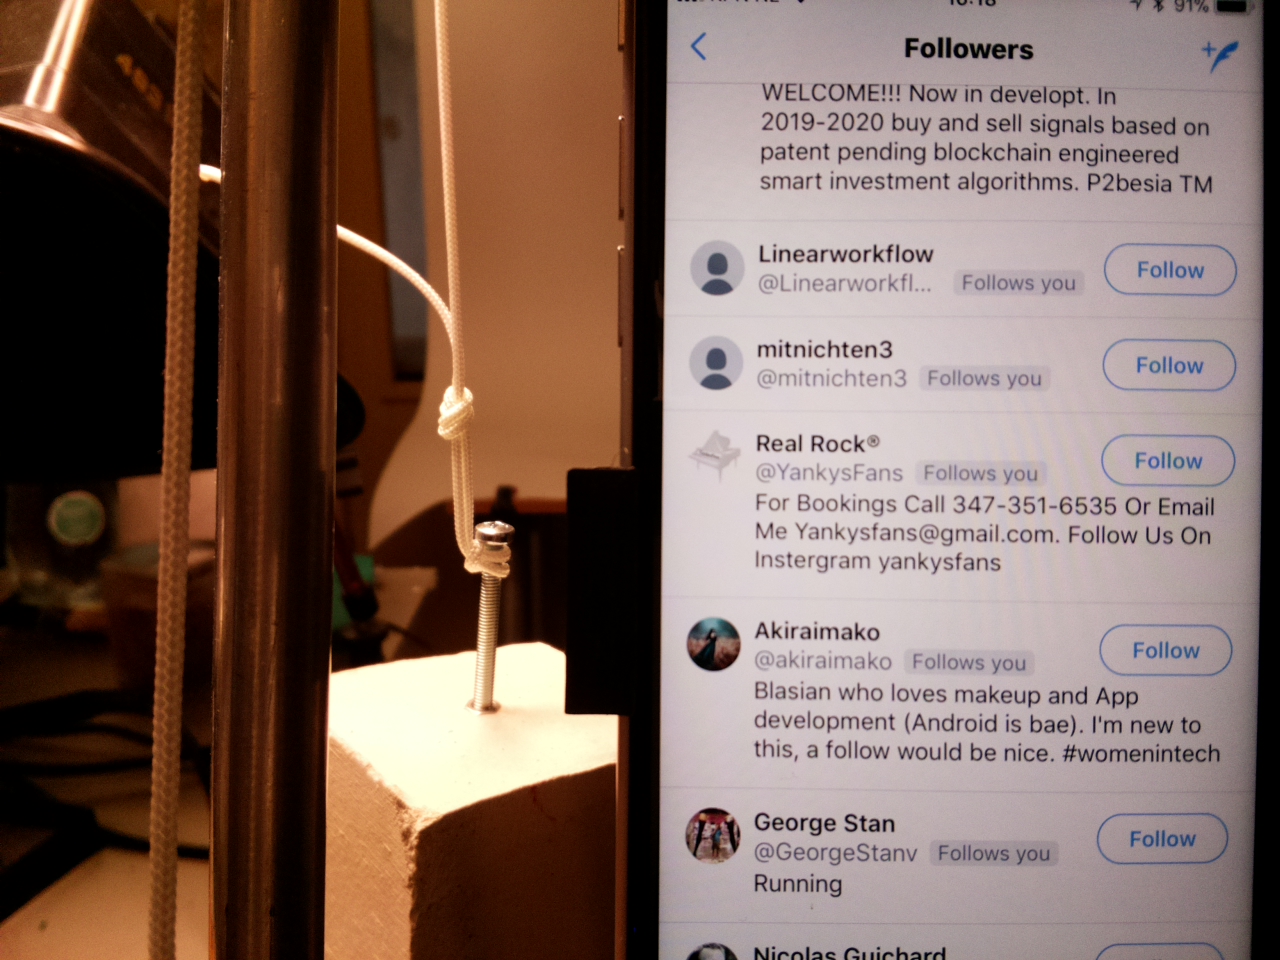 16:18
91%
Followers
WELCOME!!! Now in developt. In
2019-2020 buy and sell signals based on
patent pending blockchain engineered
smart investment algorithms. P2besia TM
Linearworkflow
@Linearworkfl... Follows you
Follow
mitnichten3
@mitnichten3 Follows you
Follow
Real Rock®
@YankysFans Follows you
Follow
For Bookings Call 347-351-6535 Or Email
Me Yankysfans@gmail.com. Follow Us On
Instergram yankysfans
Akiraimako
@akiraimako Follows you
Follow
Blasian who loves makeup and App
development (Android is bae). I'm new to
this, a follow would be nice. #womenintech
George Stan
@GeorgeStanv Follows you
Follow
Running
Nicolas Guichard